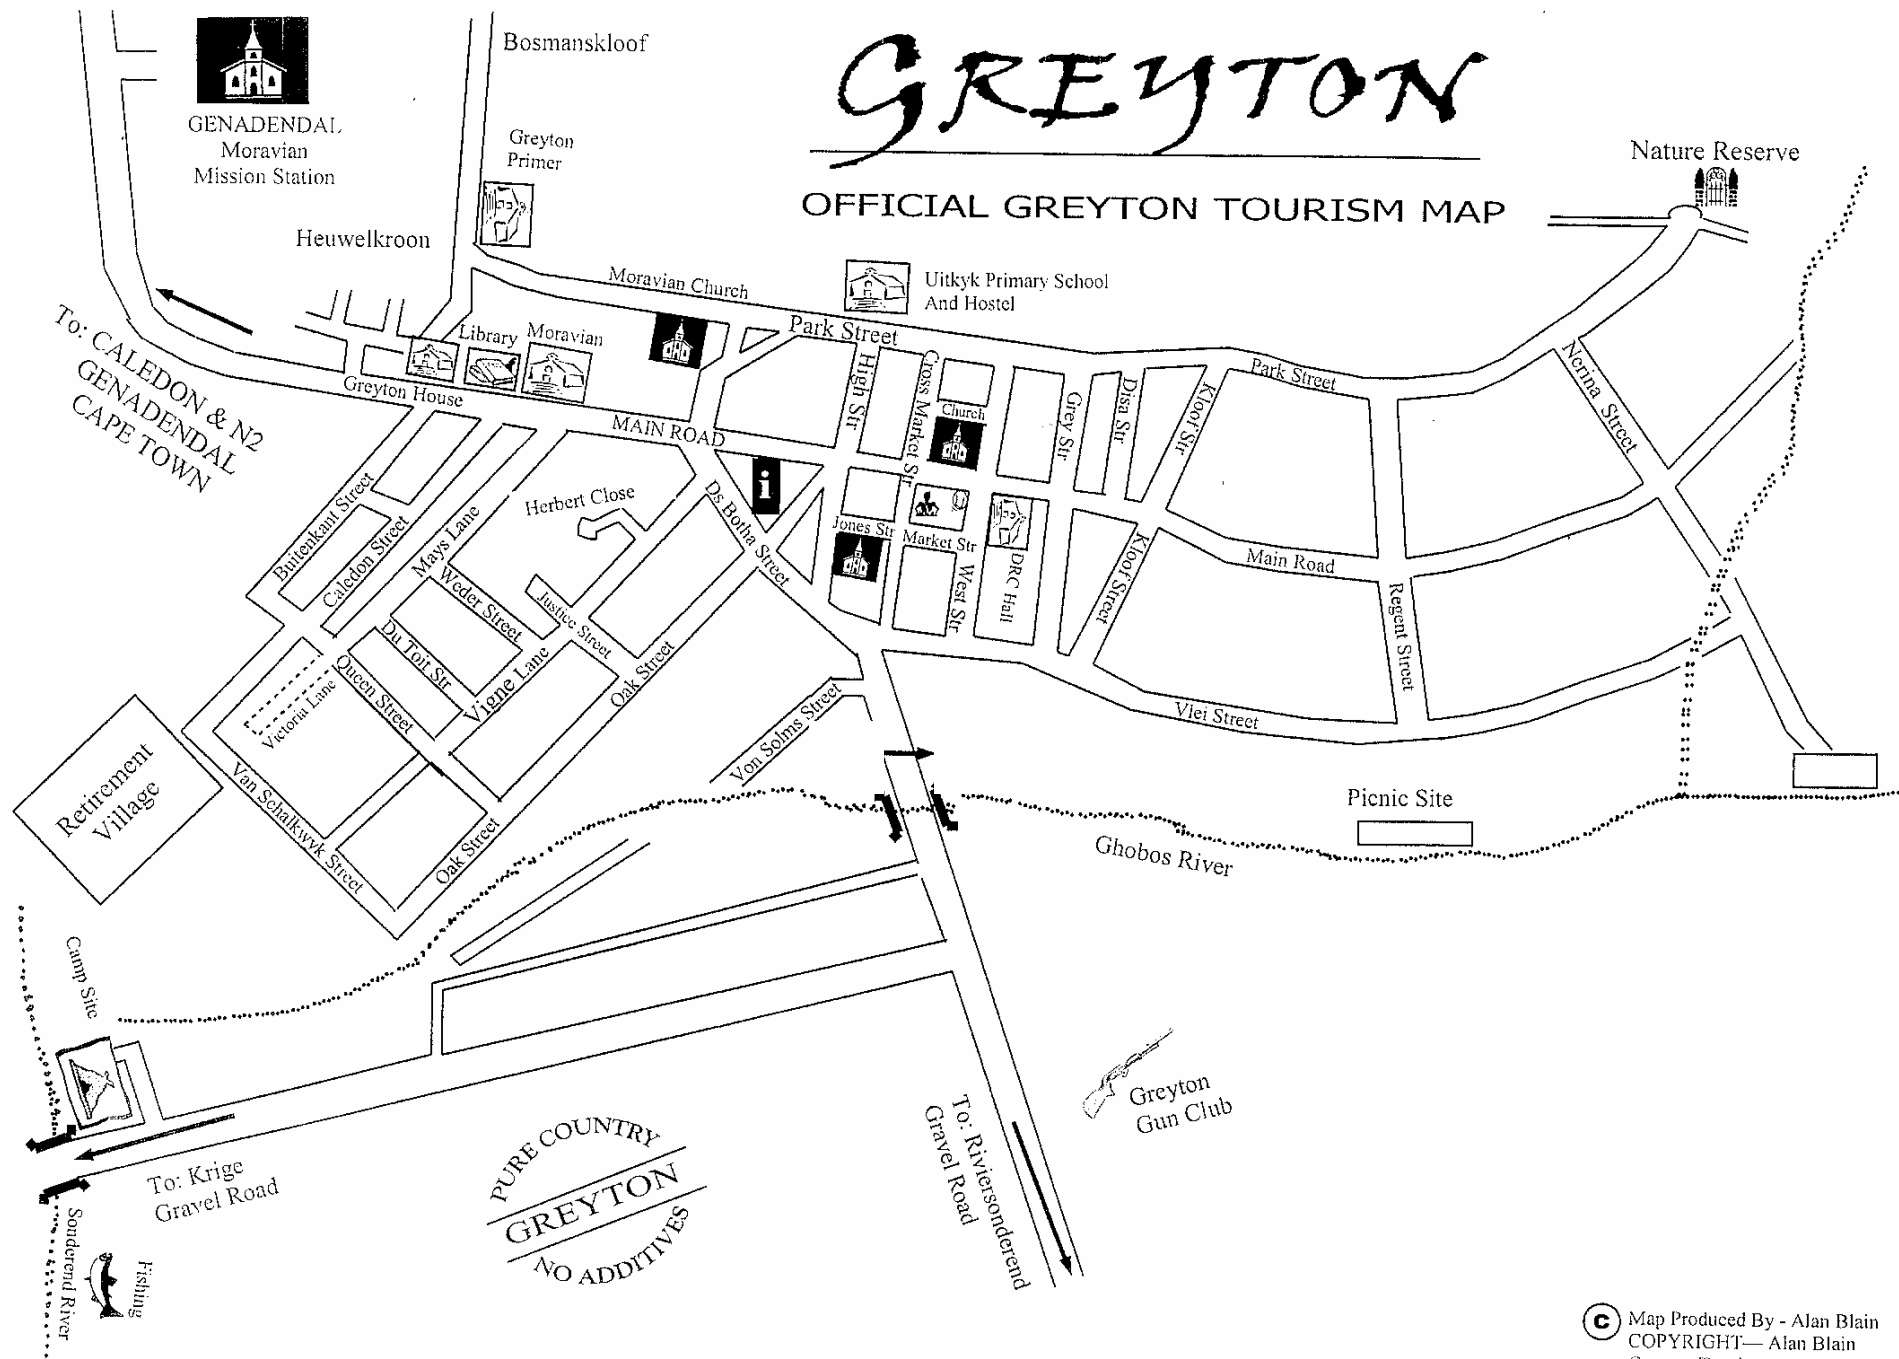 GREYTON
OFFICIAL GREYTON TOURISM MAP
Bosmanskloof
GENADENDAL
Moravian
Mission Station
Greyton
Primer
Heuwelkroon
Nature Reserve
Moravian Church
Uitkyk Primary School
And Hostel
To: CALEDON & N2
GENADENDAL
CAPE TOWN
Library
Moravian
Park Street
Greyton House
MAIN ROAD
High Str
Cross Market Str
Church
Grey Str
Disa Str
Kloof Str
Park Street
Nerina Street
i
Buitenkant Street
Caledon Street
Mays Lane
Herbert Close
Ds Botha Street
Jones Str
Market Str
West Str
DRC Hall
Kloof Street
Main Road
Regent Street
Weder Street
Justice Street
Du Toit Str
Vigne Lane
Queen Street
Victoria Lane
Oak Street
Von Solms Street
Vlei Street
Retirement
Village
Van Schalkwyk Street
Oak Street
Picnic Site
Ghobos River
Camp Site
Greyton
Gun Club
To: Krige
Gravel Road
To: Riviersonderend
Gravel Road
PURE COUNTRY
GREYTON
NO ADDITIVES
Sonderend River
Fishing
C Map Produced By - Alan Blain
COPYRIGHT— Alan Blain